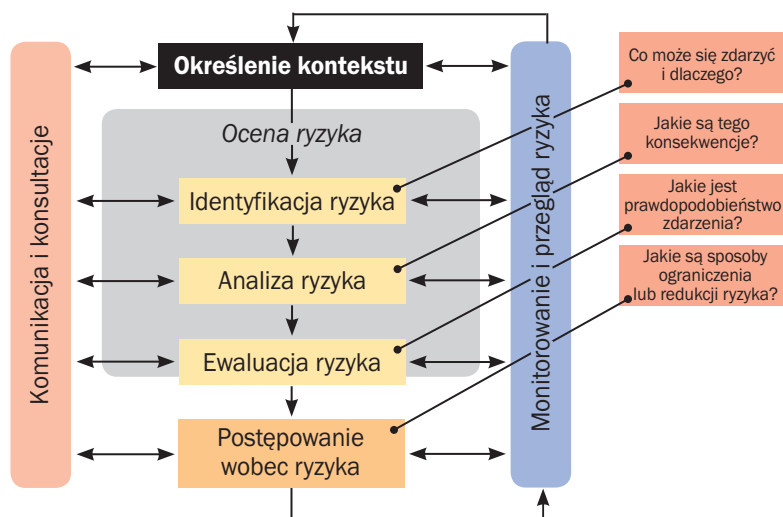 Komunikacja i konsultacje
Określenie kontekstu
Ocena ryzyka
Identyfikacja ryzyka
Analiza ryzyka
Ewaluacja ryzyka
Postępowanie
wobec ryzyka
Monitorowanie i przegląd ryzyka
Co może się zdarzyć
i dlaczego?
Jakie są tego
konsekwencje?
Jakie jest
prawdopodobieństwo
zdarzenia?
Jakie są sposoby
ograniczenia
lub redukcji ryzyka?